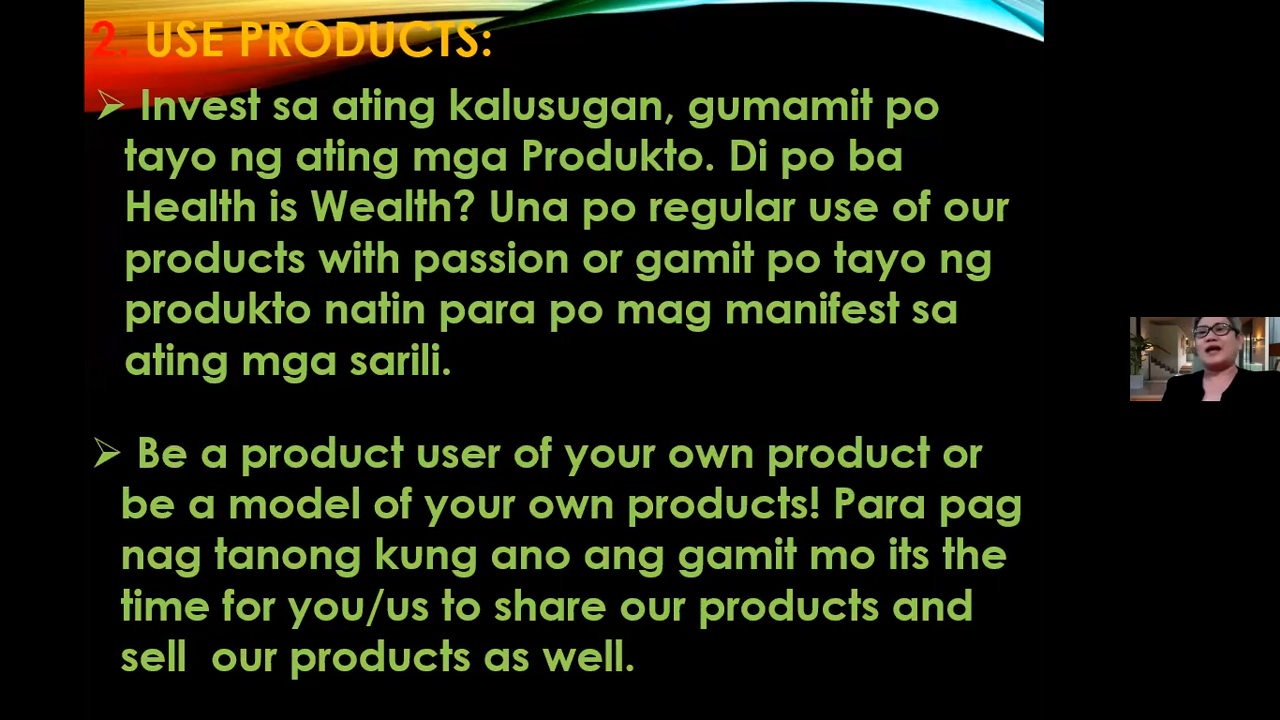 2. USE PRODUCTS:
➢ Invest sa ating kalusugan, gumamit po
tayo ng ating mga Produkto. Di po ba
Health is Wealth? Una po regular use of our
products with passion or gamit po tayo ng
produkto natin para po mag manifest sa
ating mga sarili.
➢ Be a product user of your own product or
be a model of your own products! Para pag
nag tanong kung ano ang gamit mo its the
time for you/us to share our products and
sell  our products as well.